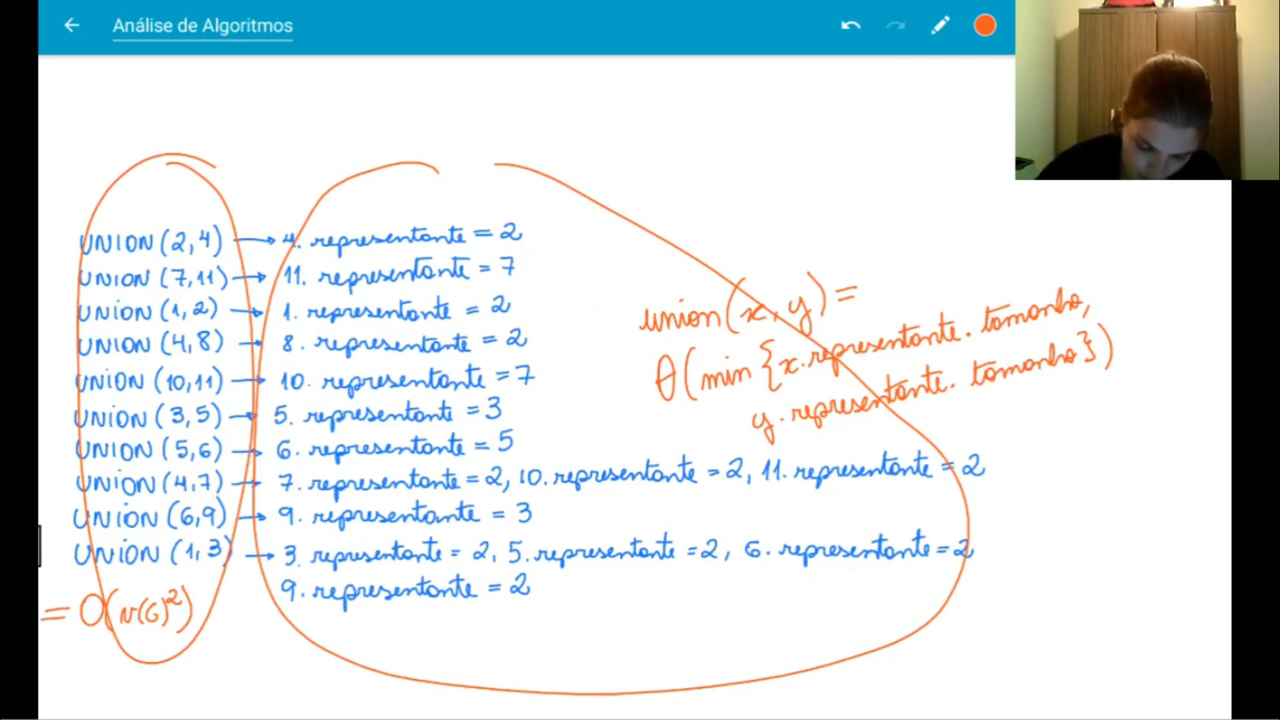 Análise de Algoritmos
UNION (2,4) → 4. representante = 2
UNION (7,11) → 11. representante = 7
UNION (1,2) → 1. representante = 2
UNION (4,8) → 8. representante = 2
UNION (10,11) → 10. representante = 7
UNION (3,5) → 5. representante = 3
UNION (5,6) → 6. representante = 5
UNION (4,7) → 7. representante = 2, 10. representante = 2, 11. representante = 2
UNION (6,9) → 9. representante = 3
UNION (1,3) → 3. representante = 2, 5. representante = 2, 6. representante = 2
9. representante = 2
= O(v(G)²)
union(x,y) =
θ(min{x.representante.tamanho,
y.representante.tamanho})